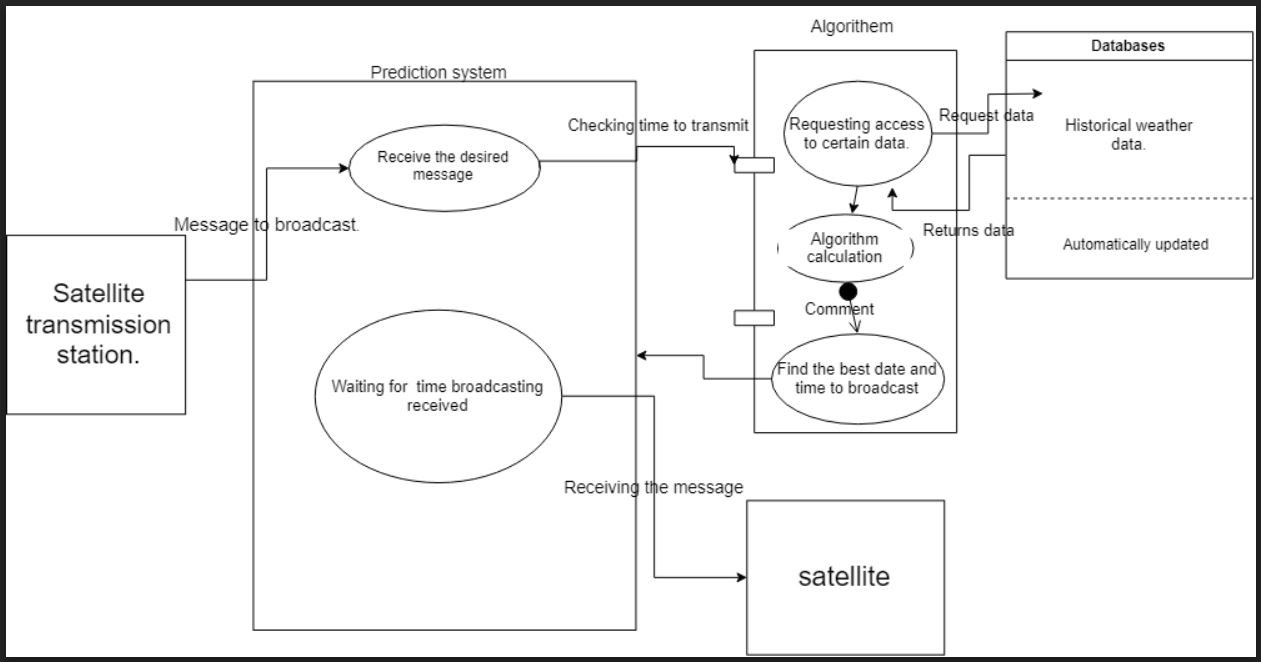 Algorithem
Databases
Prediction system
Checking time to transmit
Requesting access
to certain data.
Request data
Historical weather
data.
Receive the desired
message
Message to broadcast.
Algorithm
calculation
Returns data
Automatically updated
Satellite
transmission
station.
Comment
Find the best date and
time to broadcast
Waiting for  time broadcasting
received
Receiving the message
satellite